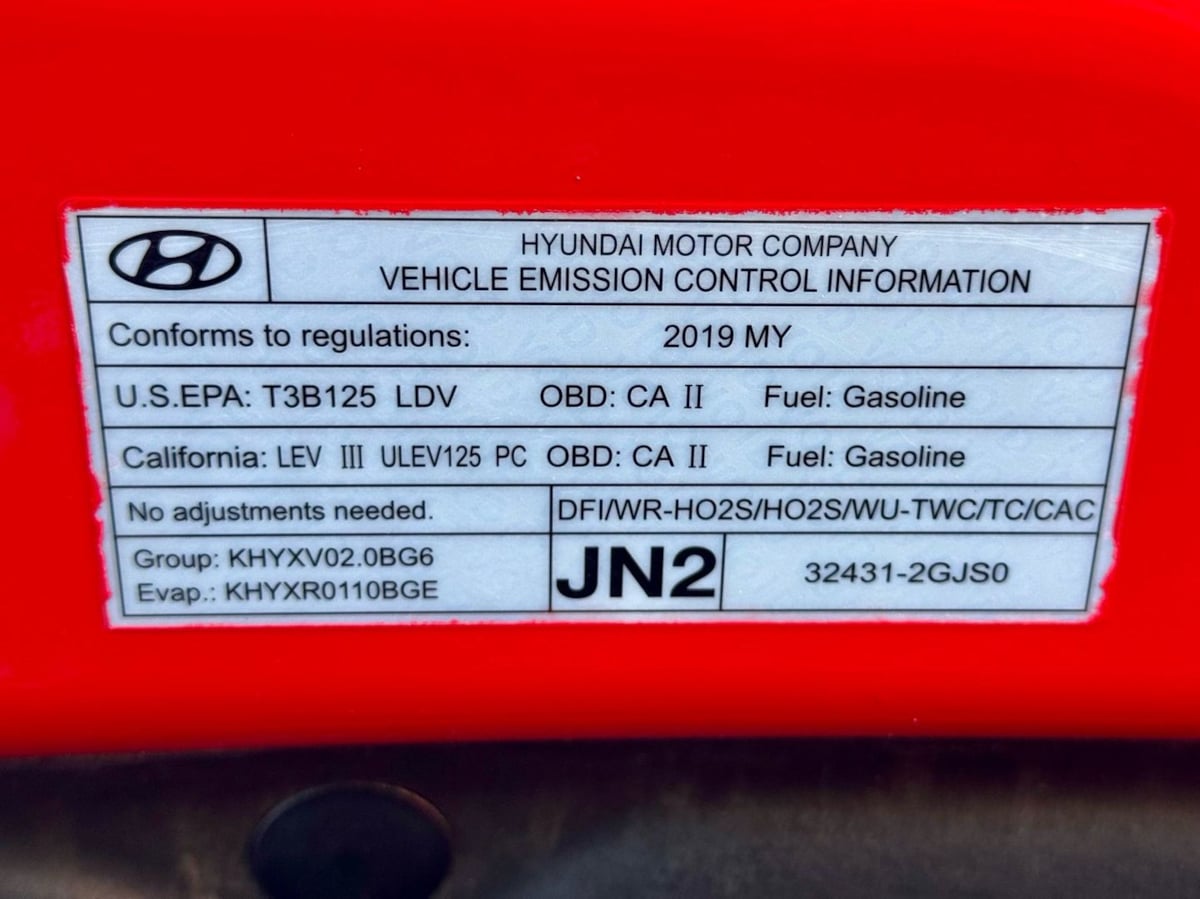 HYUNDAI MOTOR COMPANY
VEHICLE EMISSION CONTROL INFORMATION
Conforms to regulations: 2019 MY
U.S.EPA: T3B125 LDV OBD: CA II Fuel: Gasoline
California: LEV III ULEV125 PC OBD: CA II Fuel: Gasoline
No adjustments needed. DFI/WR-HO2S/HO2S/WU-TWC/TC/CAC
Group: KHYXV02.0BG6
Evap.: KHYXR0110BGE
JN2
32431-2GJS0